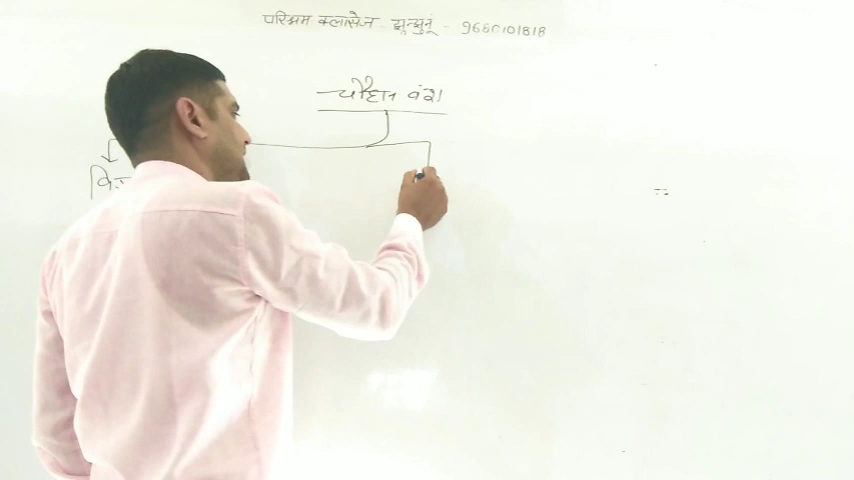 परिश्रम क्लासेज - झुन्झुनू - 9660101818
चौहान वंश